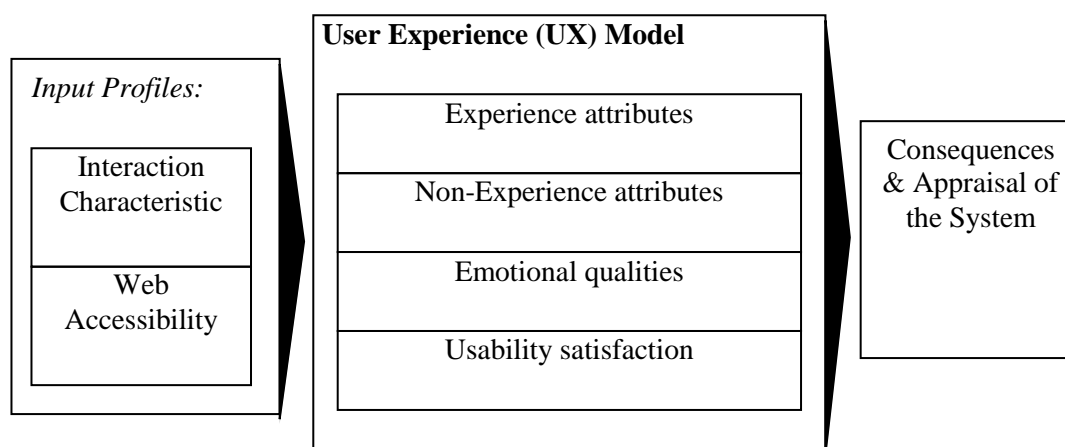 Input Profiles:
Interaction
Characteristic
Web
Accessibility
User Experience (UX) Model
Experience attributes
Non-Experience attributes
Emotional qualities
Usability satisfaction
Consequences
& Appraisal of
the System